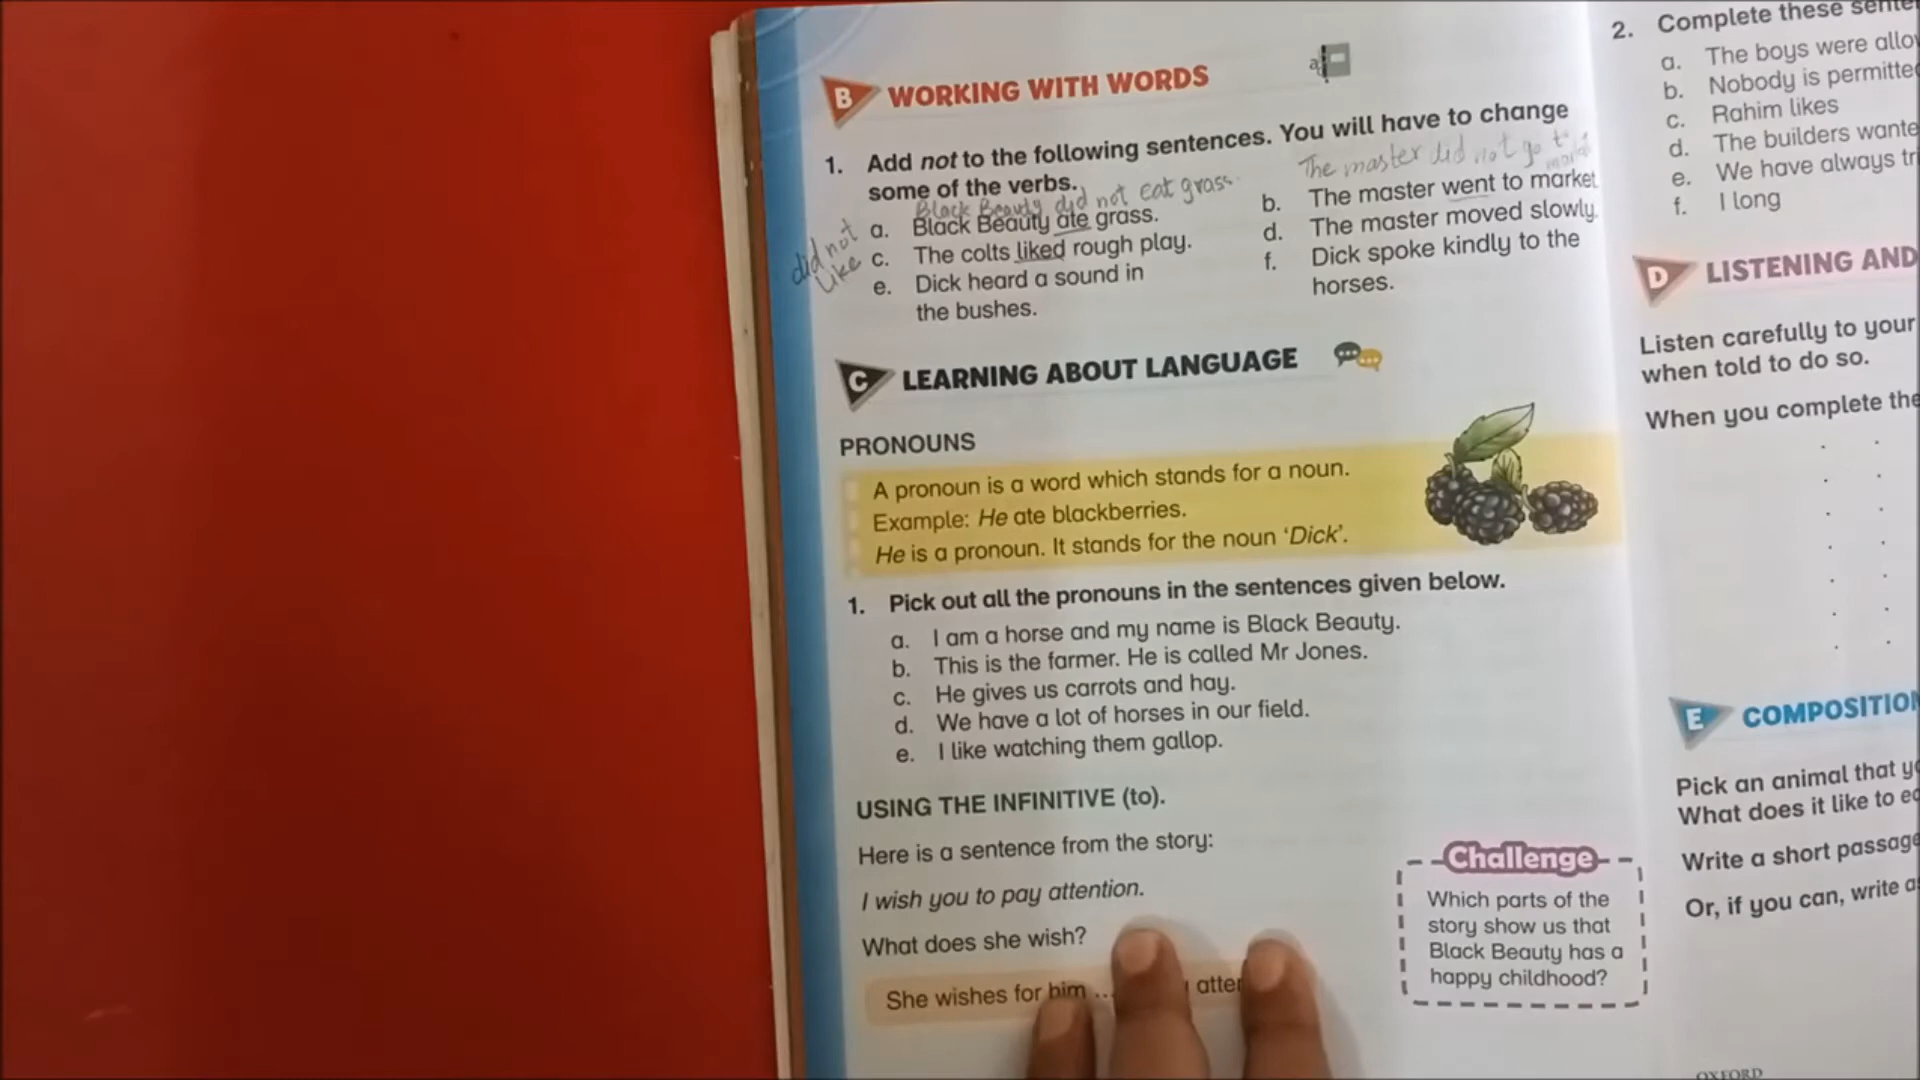 B WORKING WITH WORDS
1. Add not to the following sentences. You will have to change
some of the verbs.
Black Beauty did not eat grass.
a. Black Beauty ate grass.
The master did not go to
b. The master went to market
did not
like
c. The colts liked rough play.
d. The master moved slowly.
e. Dick heard a sound in
the bushes.
f. Dick spoke kindly to the
horses.
C LEARNING ABOUT LANGUAGE
PRONOUNS
A pronoun is a word which stands for a noun.
Example: He ate blackberries.
He is a pronoun. It stands for the noun ‘Dick’.
1. Pick out all the pronouns in the sentences given below.
a. I am a horse and my name is Black Beauty.
b. This is the farmer. He is called Mr Jones.
c. He gives us carrots and hay.
d. We have a lot of horses in our field.
e. I like watching them gallop.
USING THE INFINITIVE (to).
Here is a sentence from the story:
I wish you to pay attention.
What does she wish?
She wishes for him ...
Challenge
Which parts of the
story show us that
Black Beauty has a
happy childhood?
2. Complete these
a. The boys were
b. Nobody is
c. Rahim likes
d. The builders
e. We have always
f. I long
D LISTENING AND
Listen carefully to your
when told to do so.
When you complete the
E
Pick an animal that
What does it like to
Write a short passage
Or, if you can, write
OXFORD